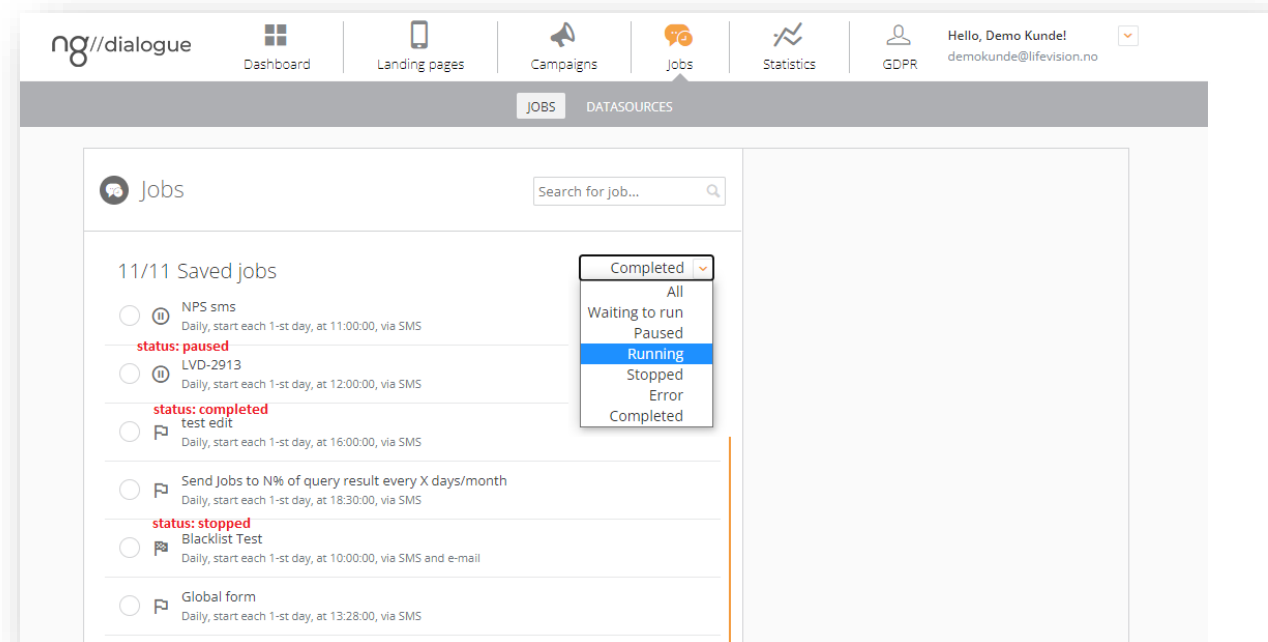 ng//dialogue
Dashboard
Landing pages
Campaigns
Jobs
Statistics
GDPR
Hello, Demo Kunde!
demokunde@lifevision.no
JOBS
DATASOURCES
Jobs
Search for job...
11/11 Saved jobs
Completed
All
Waiting to run
Paused
Running
Stopped
Error
Completed
NPS sms
Daily, start each 1-st day, at 11:00:00, via SMS
status: paused
LVD-2913
Daily, start each 1-st day, at 12:00:00, via SMS
status: completed
test edit
Daily, start each 1-st day, at 16:00:00, via SMS
Send Jobs to N% of query result every X days/month
Daily, start each 1-st day, at 18:30:00, via SMS
status: stopped
Blacklist Test
Daily, start each 1-st day, at 10:00:00, via SMS and e-mail
Global form
Daily, start each 1-st day, at 13:28:00, via SMS